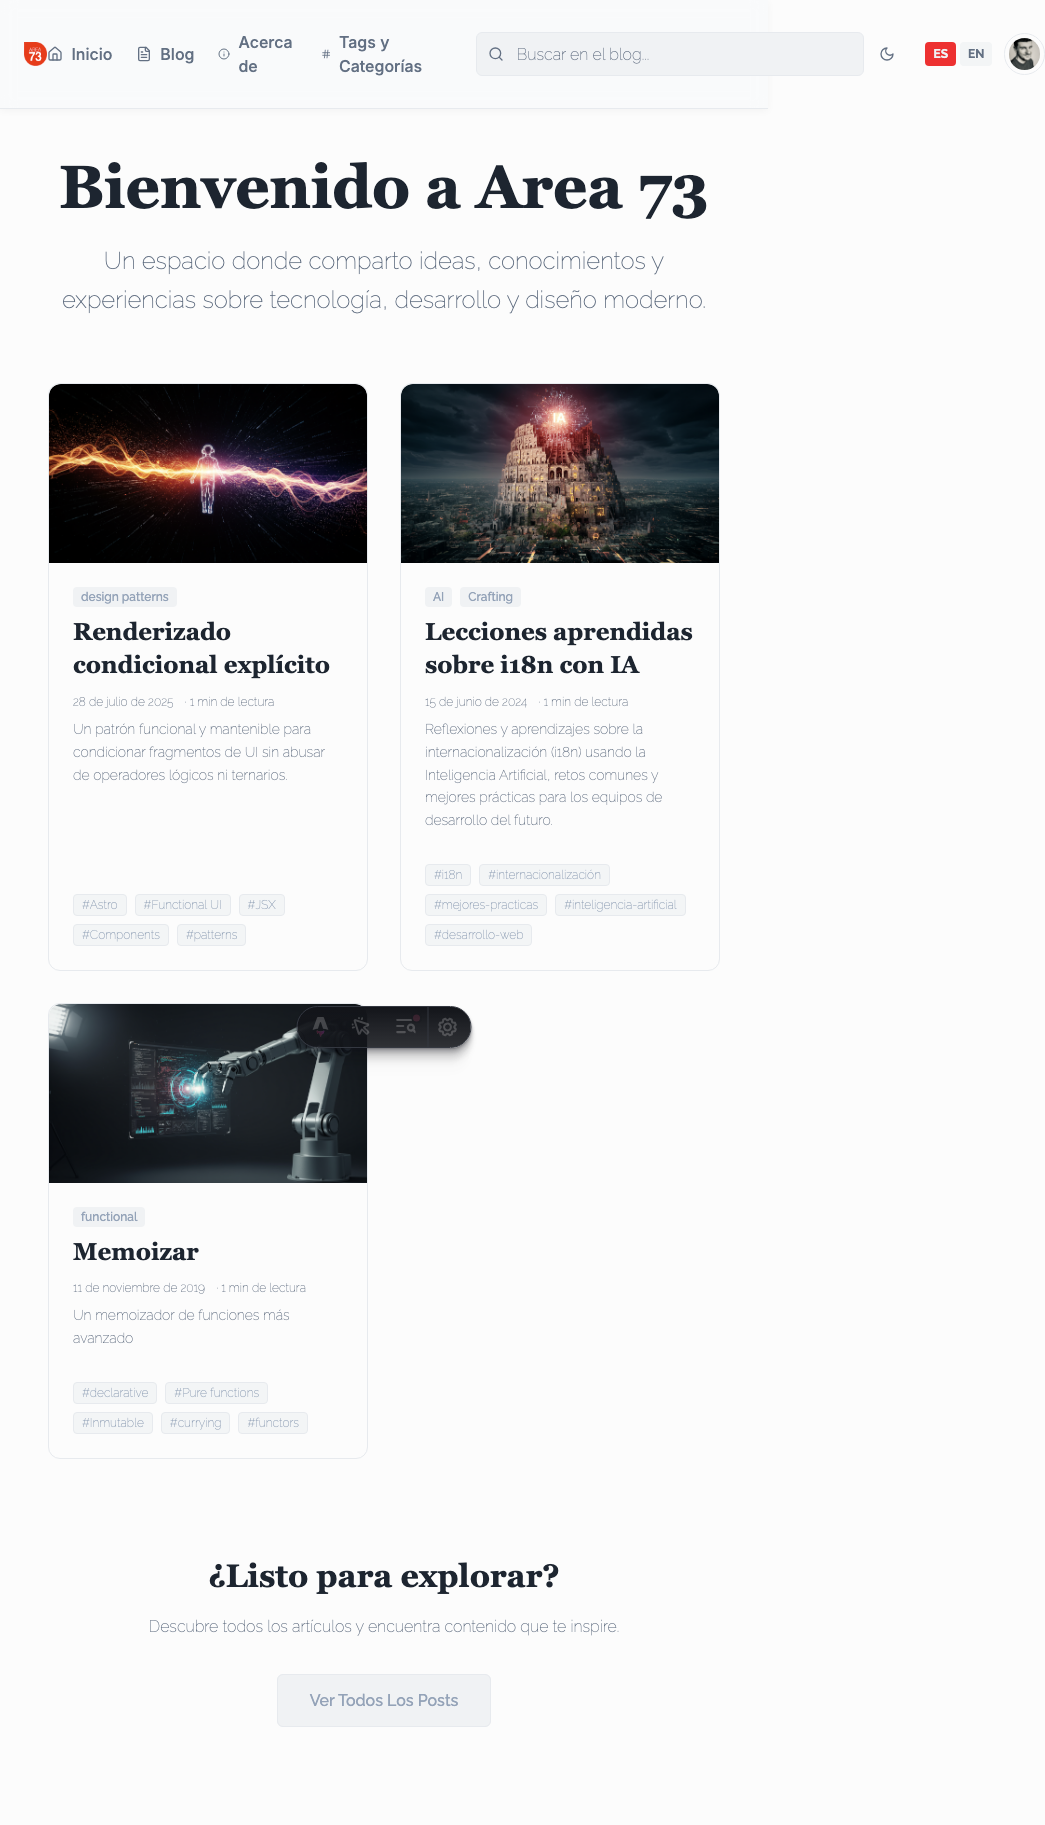 AREA
73
Inicio
Blog
Acerca
de
Tags y
Categorías
Buscar en el blog...
ES
EN
Bienvenido a Area 73
Un espacio donde comparto ideas, conocimientos y
experiencias sobre tecnología, desarrollo y diseño moderno.
design patterns
Renderizado
condicional explícito
28 de julio de 2025 · 1 min de lectura
Un patrón funcional y mantenible para
condicionar fragmentos de UI sin abusar
de operadores lógicos ni ternarios.
#Astro #Functional UI #JSX
#Components #patterns
IA
AI Crafting
Lecciones aprendidas
sobre i18n con IA
15 de junio de 2024 · 1 min de lectura
Reflexiones y aprendizajes sobre la
internacionalización (i18n) usando la
Inteligencia Artificial, retos comunes y
mejores prácticas para los equipos de
desarrollo del futuro.
#i18n #internacionalización
#mejores-practicas #inteligencia-artificial
#desarrollo-web
functional
Memoizar
11 de noviembre de 2019 · 1 min de lectura
Un memoizador de funciones más
avanzado
#declarative #Pure functions
#Inmutable #currying #functors
¿Listo para explorar?
Descubre todos los artículos y encuentra contenido que te inspire.
Ver Todos Los Posts